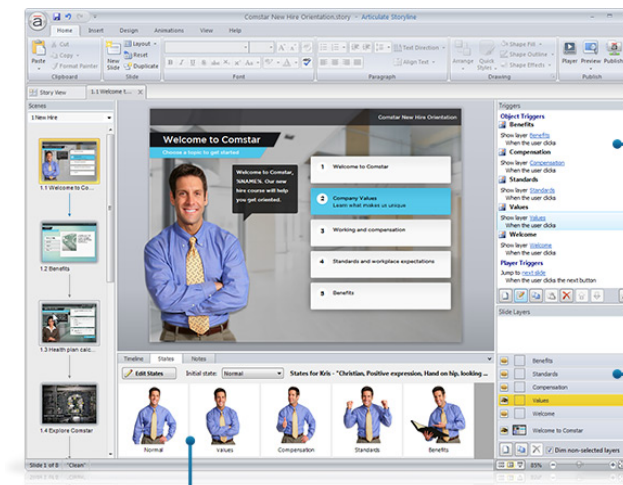 Comstar New Hire Orientation.story - Articulate Storyline
Home Insert Design Animations View Help
Paste
Cut
Copy
Format Painter
Clipboard
New Slide
Layout
Reset
Duplicate
Slide
Font
Text Direction
Align Text
Paragraph
Arrange
Quick Styles
Shape Fill
Shape Outline
Shape Effects
Drawing
Player Preview Publish
Publish
Story View
1.1 Welcome t...
Scenes
1 New Hire
1.1 Welcome to Co...
1.2 Benefits
1.3 Health plan calc...
1.4 Explore Comstar
Comstar New Hire Orientation
Welcome to Comstar
Choose a topic to get started
Welcome to Comstar,
%NAME%. Our new
hire course will help
you get oriented.
1 Welcome to Comstar
2 Company Values
Learn what makes us unique
3 Working and compensation
4 Standards and workplace expectations
5 Benefits
Timeline States Notes
Edit States
Initial state: Normal
States for Kris - "Christian, Positive expression, Hand on hip, looking ...
Normal Values Compensation Standards Benefits
Triggers
Object Triggers
Benefits
Show layer Benefits
When the user clicks
Compensation
Show layer Compensation
When the user clicks
Standards
Show layer Standards
When the user clicks
Values
Show layer Values
When the user clicks
Welcome
Show layer Welcome
When the user clicks
Player Triggers
Jump to next slide
When the user clicks the next button
Slide Layers
Benefits
Standards
Compensation
Values
Welcome
Welcome to Comstar
Dim non-selected layers
Slide 1 of 8 "Clean"
85%